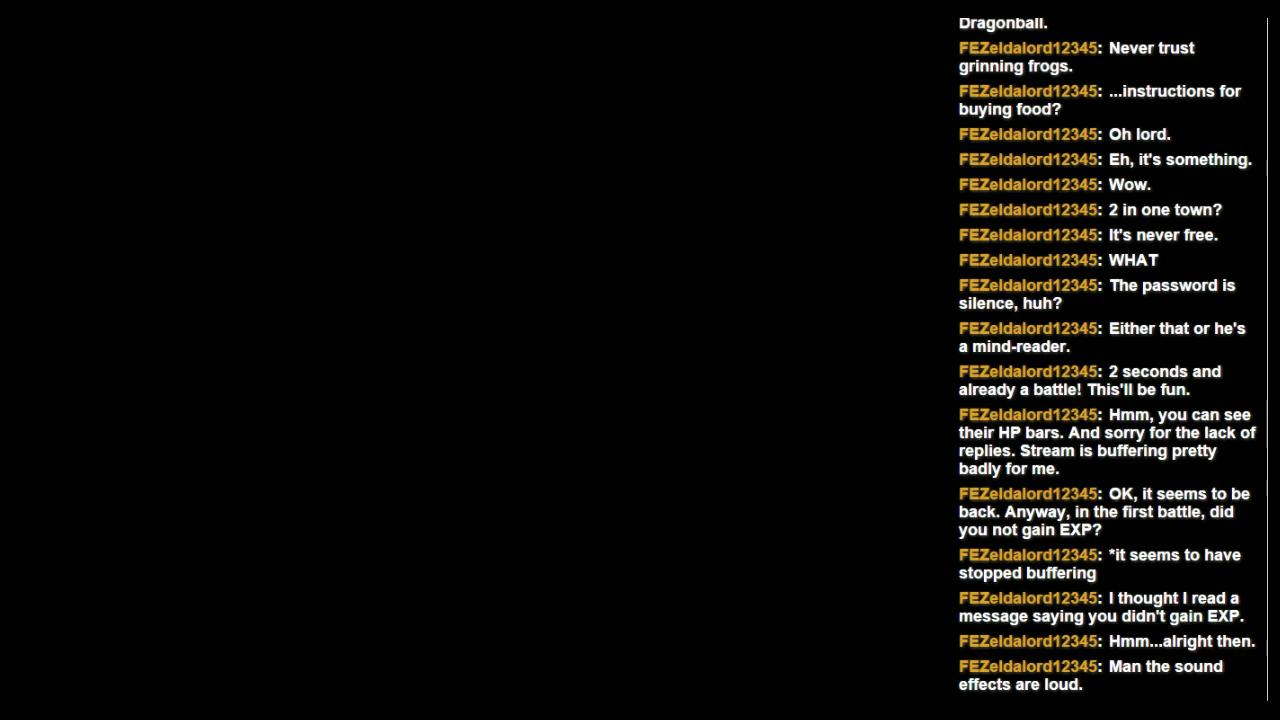 Dragonball.
FEZeldalord12345: Never trust
grinning frogs.
FEZeldalord12345: ...instructions for
buying food?
FEZeldalord12345: Oh lord.
FEZeldalord12345: Eh, it's something.
FEZeldalord12345: Wow.
FEZeldalord12345: 2 in one town?
FEZeldalord12345: It's never free.
FEZeldalord12345: WHAT
FEZeldalord12345: The password is
silence, huh?
FEZeldalord12345: Either that or he's
a mind-reader.
FEZeldalord12345: 2 seconds and
already a battle! This'll be fun.
FEZeldalord12345: Hmm, you can see
their HP bars. And sorry for the lack of
replies. Stream is buffering pretty
badly for me.
FEZeldalord12345: OK, it seems to be
back. Anyway, in the first battle, did
you not gain EXP?
FEZeldalord12345: *it seems to have
stopped buffering
FEZeldalord12345: I thought I read a
message saying you didn't gain EXP.
FEZeldalord12345: Hmm...alright then.
FEZeldalord12345: Man the sound
effects are loud.